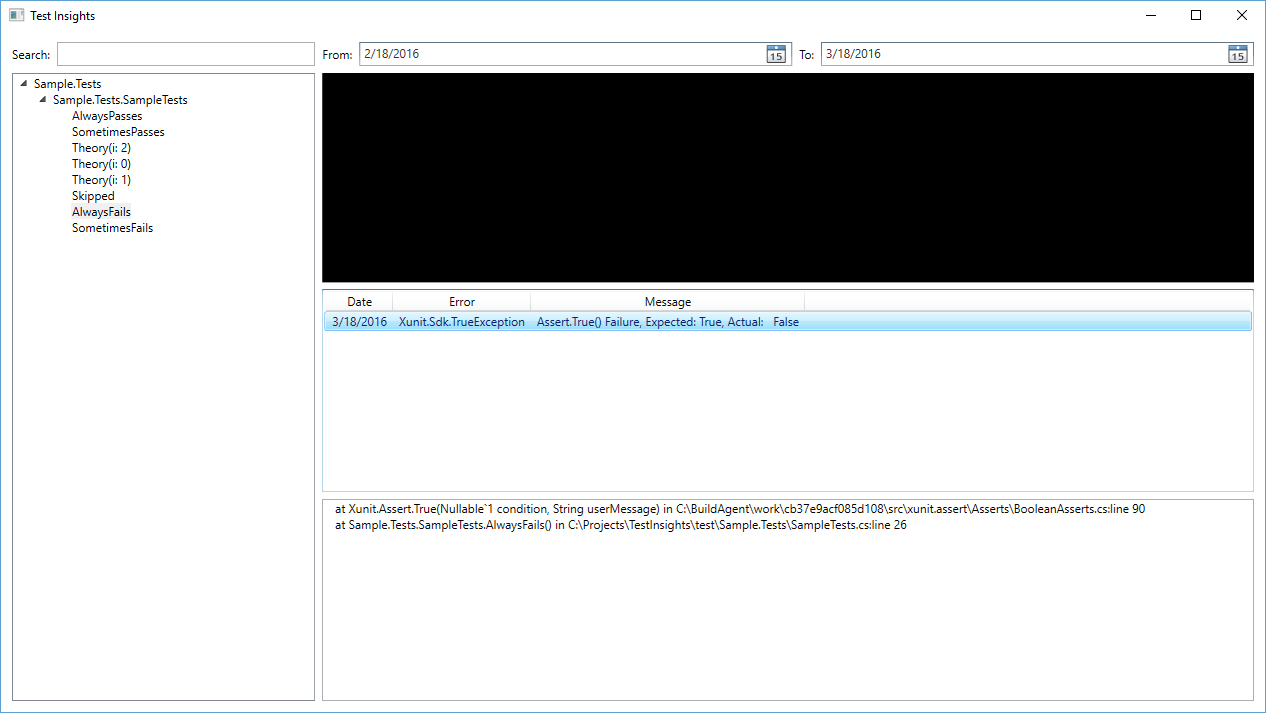 Test Insights
Search:
From: 2/18/2016 15
To: 3/18/2016 15
Sample.Tests
Sample.Tests.SampleTests
AlwaysPasses
SometimesPasses
Theory(i: 2)
Theory(i: 0)
Theory(i: 1)
Skipped
AlwaysFails
SometimesFails
Date Error Message
3/18/2016 Xunit.Sdk.TrueException Assert.True() Failure, Expected: True, Actual:   False
at Xunit.Assert.True(Nullable`1 condition, String userMessage) in C:\BuildAgent\work\cb37e9acf085d108\src\xunit.assert\Asserts\BooleanAsserts.cs:line 90
at Sample.Tests.SampleTests.AlwaysFails() in C:\Projects\TestInsights\test\Sample.Tests\SampleTests.cs:line 26